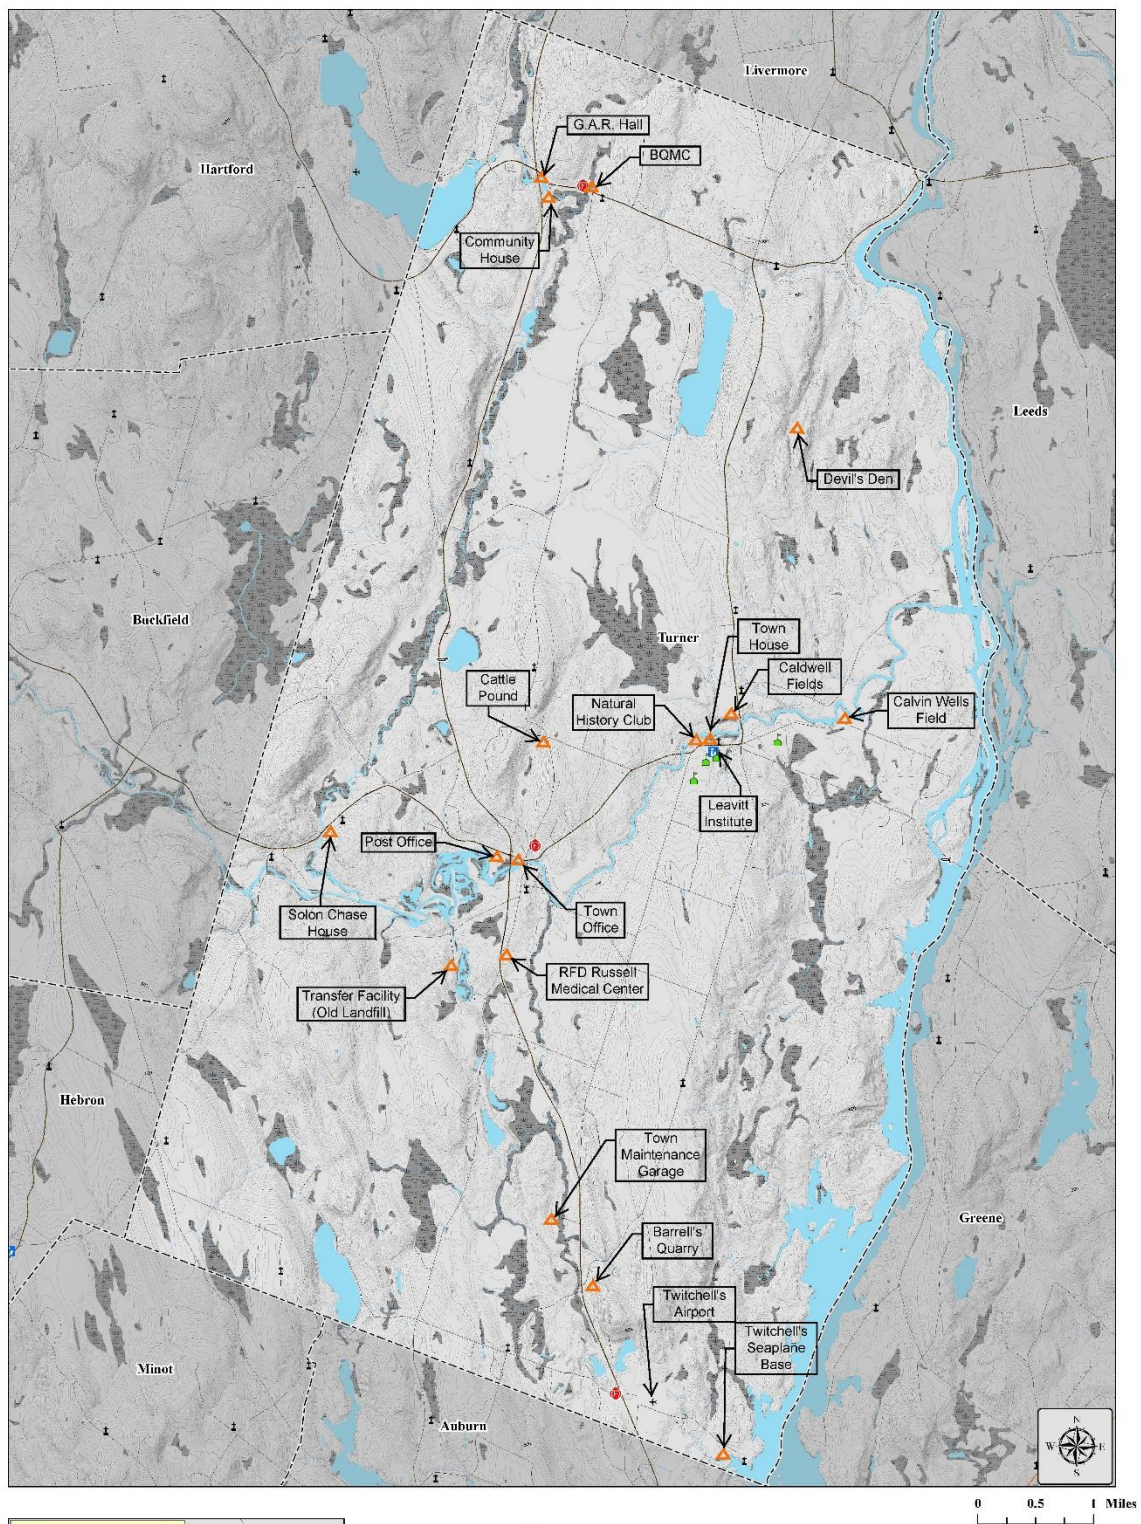 Livermore
G.A.R. Hall
BQMC
Hartford
Community
House
Leeds
Devil's Den
Buckfield
Turner
Town
House
Caldwell
Fields
Cattle
Pound
Natural
History Club
Calvin Wells
Field
Leavitt
Institute
Post Office
Solon Chase
House
Town
Office
RFD Russell
Medical Center
Transfer Facility
(Old Landfill)
Hebron
Town
Maintenance
Garage
Greene
Barrell's
Quarry
Twitchell's
Airport
Twitchell's
Seaplane
Base
Minot
Auburn
N
W E
S
0 0.5 1 Miles